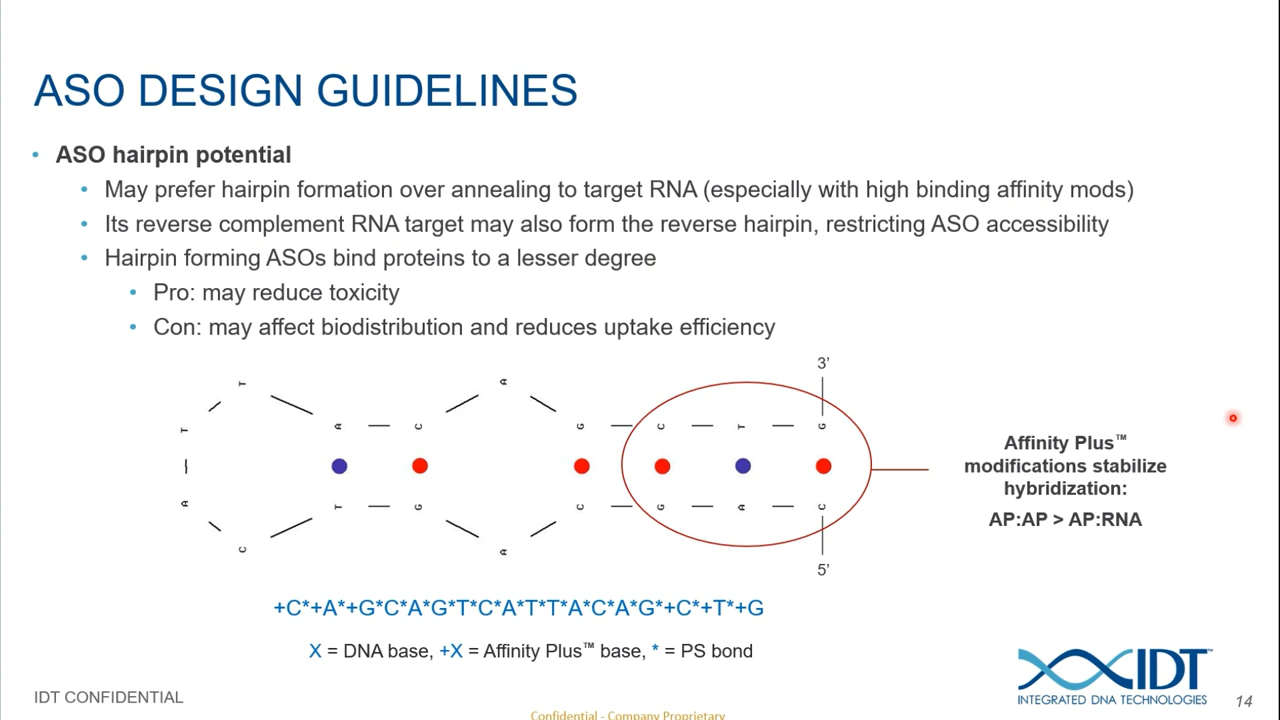 ASO DESIGN GUIDELINES
• ASO hairpin potential
• May prefer hairpin formation over annealing to target RNA (especially with high binding affinity mods)
• Its reverse complement RNA target may also form the reverse hairpin, restricting ASO accessibility
• Hairpin forming ASOs bind proteins to a lesser degree
• Pro: may reduce toxicity
• Con: may affect biodistribution and reduces uptake efficiency
3’
T A
T A C G C T G
A T G C G A C
C A
5’
Affinity Plus™
modifications stabilize
hybridization:
AP:AP > AP:RNA
+C*+A*+G*C*A*G*T*C*A*T*T*A*C*A*G*+C*+T*+G
X = DNA base, +X = Affinity Plus™ base, * = PS bond
IDT CONFIDENTIAL
Confidential - Company Proprietary
IDT™
INTEGRATED DNA TECHNOLOGIES
14